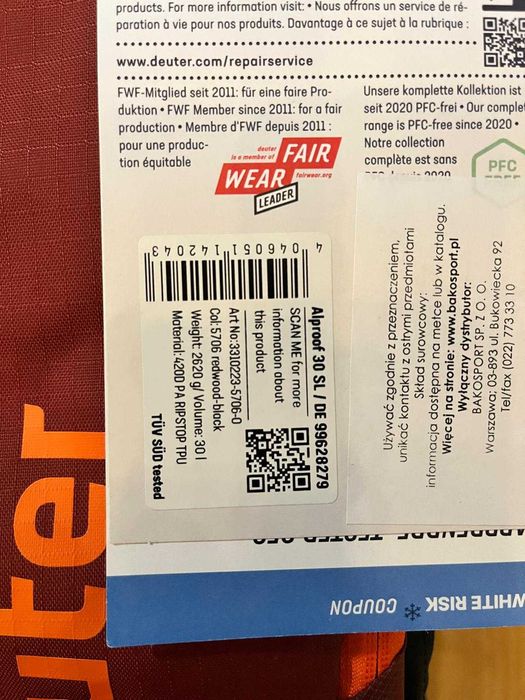 products. For more information visit: • Nous offrons un service de ré-
paration à vie pour nos produits. Davantage à ce sujet à la rubrique :
www.deuter.com/repairservice
FWF-Mitglied seit 2011: für eine faire Pro-
duktion • FWF Member since 2011: for a fair
production • Membre d'FWF depuis 2011 :
pour une produc-
tion équitable
deuter
is a member of
FAIR
WEAR
fairwear.org
LEADER
Unsere komplette Kollektion ist
seit 2020 PFC-frei • Our comple
range is PFC-free since 2020 •
Notre collection
complète est sans
PFC
4 046051 142043
Alproof 30 SL / DE 99628279
SCAN ME for more
information about
this product
Art No:3310223-5706-0
Col: 5706 redwood-black
Weight: 2620 g/ Volume: 30 l
Material: 420D PA RIPSTOP TPU
TÜV SÜD tested
Używać zgodnie z przeznaczeniem,
unikać kontaktu z ostrymi przedmiotami
Skład surowcowy:
informacja dostępna na metce lub w katalogu.
Więcej na stronie: www.bakosport.pl
Wyłączny dystrybutor:
BAKOSPORT SP. Z O. O.
Warszawa: 03-893 ul. Bukowiecka 92
Tel/fax (022) 773 33 10
WHITE RISK COUPON
uter